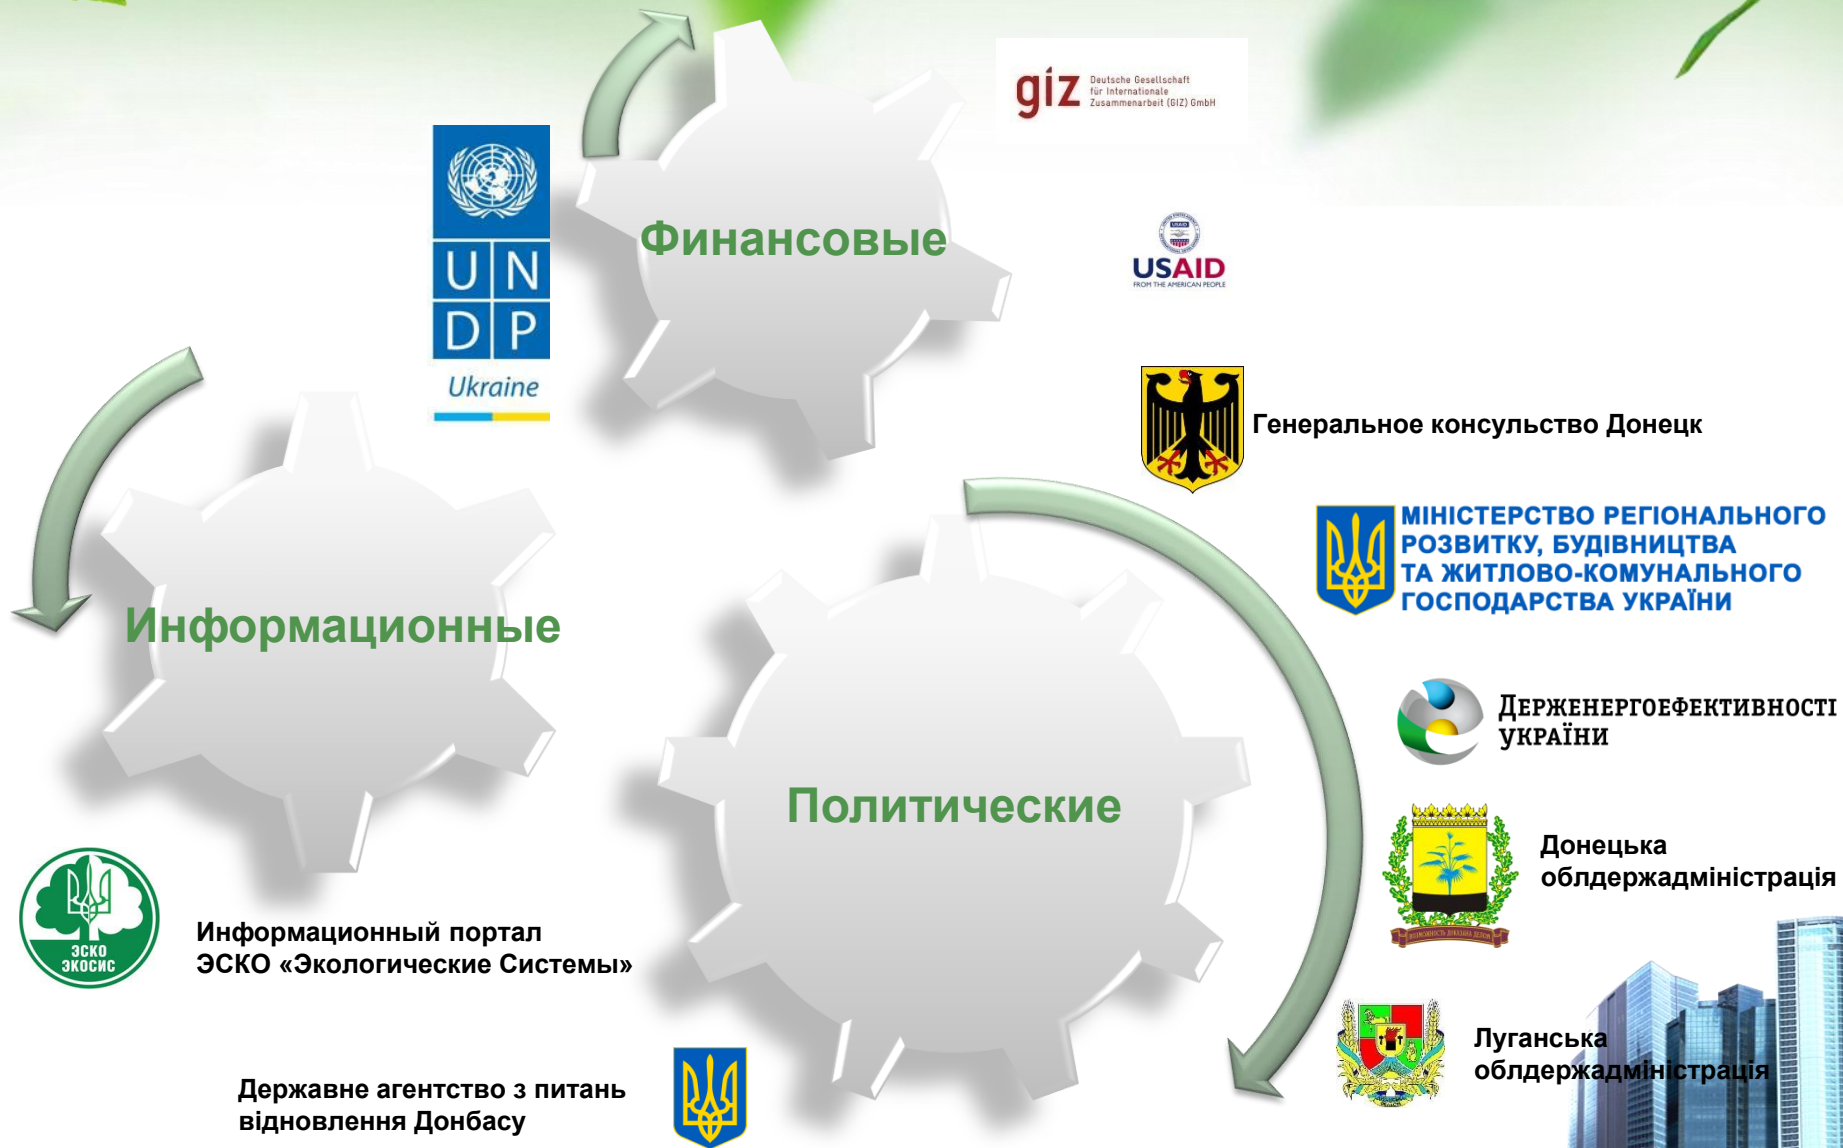 giz Deutsche Gesellschaft
für Internationale
Zusammenarbeit (GIZ) GmbH
UN
DP
Ukraine
Финансовые
USAID
FROM THE AMERICAN PEOPLE
Генеральное консульство Донецк
МІНІСТЕРСТВО РЕГІОНАЛЬНОГО
РОЗВИТКУ, БУДІВНИЦТВА
ТА ЖИТЛОВО-КОМУНАЛЬНОГО
ГОСПОДАРСТВА УКРАЇНИ
Информационные
ДЕРЖЕНЕРГОЕФЕКТИВНОСТІ
УКРАЇНИ
Политические
Донецька
облдержадміністрація
ЭСКО
ЭКОСИС
Информационный портал
ЭСКО «Экологические Системы»
Луганська
облдержадміністрація
Державне агентство з питань
відновлення Донбасу